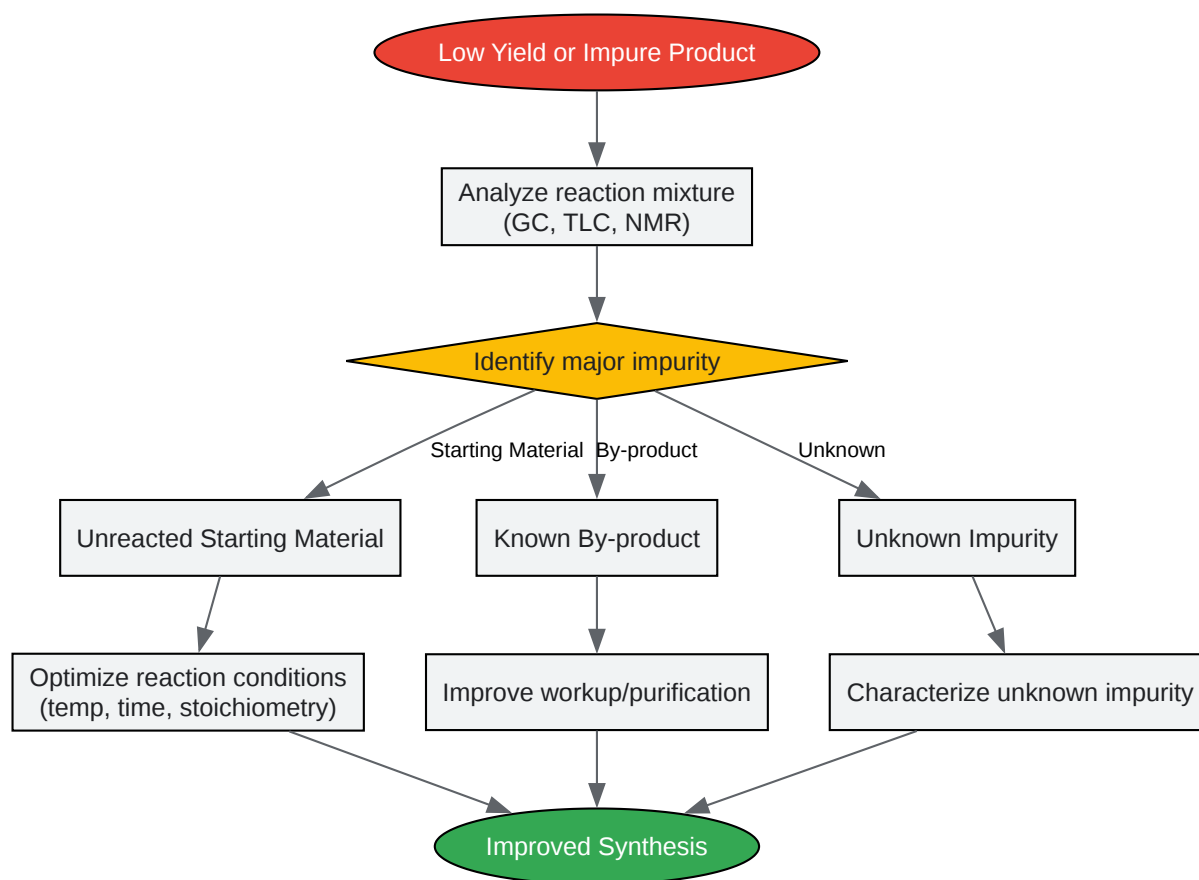 Low Yield or Impure Product
Analyze reaction mixture
(GC, TLC, NMR)
Identify major impurity
Starting Material
By-product
Unknown
Unreacted Starting Material
Known By-product
Unknown Impurity
Optimize reaction conditions
(temp, time, stoichiometry)
Improve workup/purification
Characterize unknown impurity
Improved Synthesis